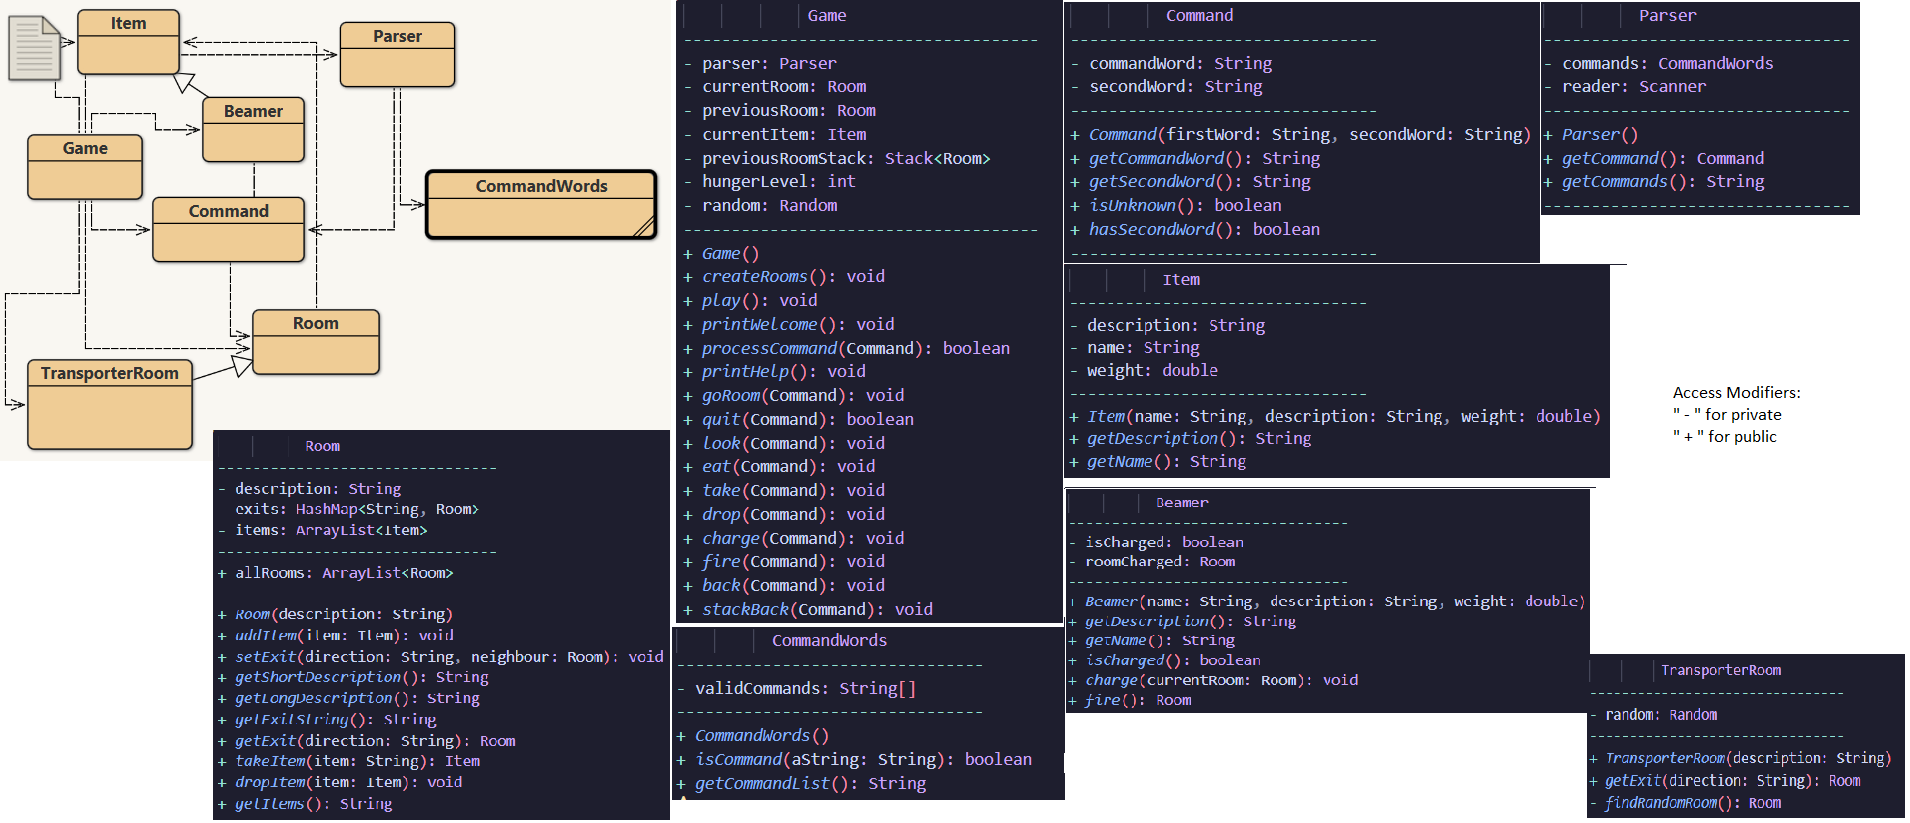 Item
Parser
Beamer
Game
CommandWords
Command
Room
TransporterRoom
Game
- parser: Parser
- currentRoom: Room
- previousRoom: Room
- currentItem: Item
- previousRoomStack: Stack<Room>
- hungerLevel: int
- random: Random
+ Game()
+ createRooms(): void
+ play(): void
+ printWelcome(): void
+ processCommand(Command): boolean
+ printHelp(): void
+ goRoom(Command): void
+ quit(Command): boolean
+ look(Command): void
+ eat(Command): void
+ take(Command): void
+ drop(Command): void
+ charge(Command): void
+ fire(Command): void
+ back(Command): void
+ stackBack(Command): void
Command
- commandWord: String
- secondWord: String
+ Command(firstWord: String, secondWord: String)
+ getCommandWord(): String
+ getSecondWord(): String
+ isUnknown(): boolean
+ hasSecondWord(): boolean
Parser
- commands: CommandWords
- reader: Scanner
+ Parser()
+ getCommand(): Command
+ getCommands(): String
Item
- description: String
- name: String
- weight: double
+ Item(name: String, description: String, weight: double)
+ getDescription(): String
+ getName(): String
Access Modifiers:
" - " for private
" + " for public
Room
- description: String
exits: HashMap<String, Room>
- items: ArrayList<Item>
+ allRooms: ArrayList<Room>
+ Room(description: String)
+ addItem(item: Item): void
+ setExit(direction: String, neighbour: Room): void
+ getShortDescription(): String
+ getLongDescription(): String
+ getExitString(): String
+ getExit(direction: String): Room
+ takeItem(item: String): Item
+ dropItem(item: Item): void
+ getItems(): String
CommandWords
- validCommands: String[]
+ CommandWords()
+ isCommand(aString: String): boolean
+ getCommandList(): String
Beamer
- isCharged: boolean
- roomCharged: Room
+ Beamer(name: String, description: String, weight: double)
+ getDescription(): String
+ getName(): String
+ isCharged(): boolean
+ charge(currentRoom: Room): void
+ fire(): Room
TransporterRoom
- random: Random
+ TransporterRoom(description: String)
+ getExit(direction: String): Room
- findRandomRoom(): Room